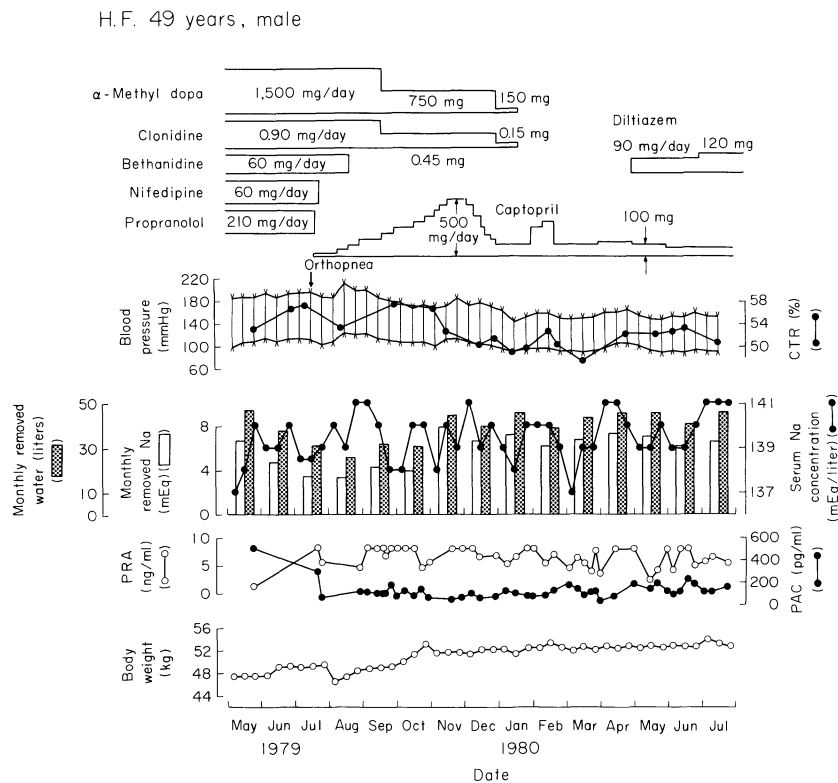 H.F. 49 years, male
α-Methyl dopa
1,500 mg/day
750 mg
150 mg
Clonidine
0.90 mg/day
0.15 mg
Diltiazem
90 mg/day
120 mg
Bethanidine
60 mg/day
0.45 mg
Nifedipine
60 mg/day
Captopril
Propranolol
210 mg/day
500
mg/day
100 mg
Orthopnea
Blood
pressure
(mmHg)
220
180
140
100
60
58
54
50
CTR (%)
Monthly removed
water (liters)
50
30
10
0
Monthly
removed Na
(mEq)
8
4
0
141
139
137
Serum Na
concentration
(mEq/liter)
PRA
(ng/ml)
10
5
0
600
400
200
0
PAC (pg/ml)
Body
weight
(kg)
56
52
48
44
May Jun Jul Aug Sep Oct Nov Dec Jan Feb Mar Apr May Jun Jul
1979 1980
Date